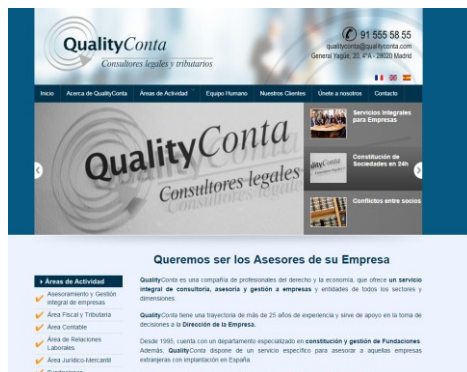 QualityConta
Consultores legales y tributarios
91 555 58 55
qualityconta@qualityconta.com
General Yagüe, 20, 4ºA - 28020 Madrid
Inicio
Acerca de QualityConta
Áreas de Actividad
Equipo Humano
Nuestros Clientes
Únete a nosotros
Contacto
QualityConta
Consultores legales
Servicios Integrales
para Empresas
Constitución de
Sociedades en 24h
Conflictos entre socios
Queremos ser los Asesores de su Empresa
Áreas de Actividad
Asesoramiento y Gestión
integral de empresas
Área Fiscal y Tributaria
Área Contable
Área de Relaciones
Laborales
Área Jurídico-Mercantil
QualityConta es una compañía de profesionales del derecho y la economía, que ofrece un servicio
integral de consultoría, asesoría y gestión a empresas y entidades de todos los sectores y
dimensiones.
QualityConta tiene una trayectoria de más de 25 años de experiencia y sirve de apoyo en la toma de
decisiones a la Dirección de la Empresa.
Desde 1995, cuenta con un departamento especializado en constitución y gestión de Fundaciones.
Además, QualityConta dispone de un servicio específico para asesorar a aquellas empresas
extranjeras con implantación en España.